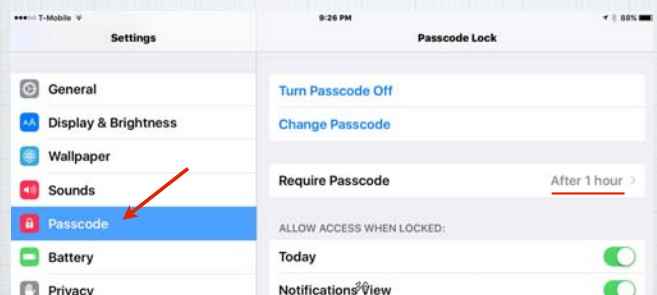 T-Mobile
9:26 PM
88%
Settings
Passcode Lock
General
Display & Brightness
Wallpaper
Sounds
Passcode
Battery
Privacy
Turn Passcode Off
Change Passcode
Require Passcode
After 1 hour
ALLOW ACCESS WHEN LOCKED:
Today
Notifications View